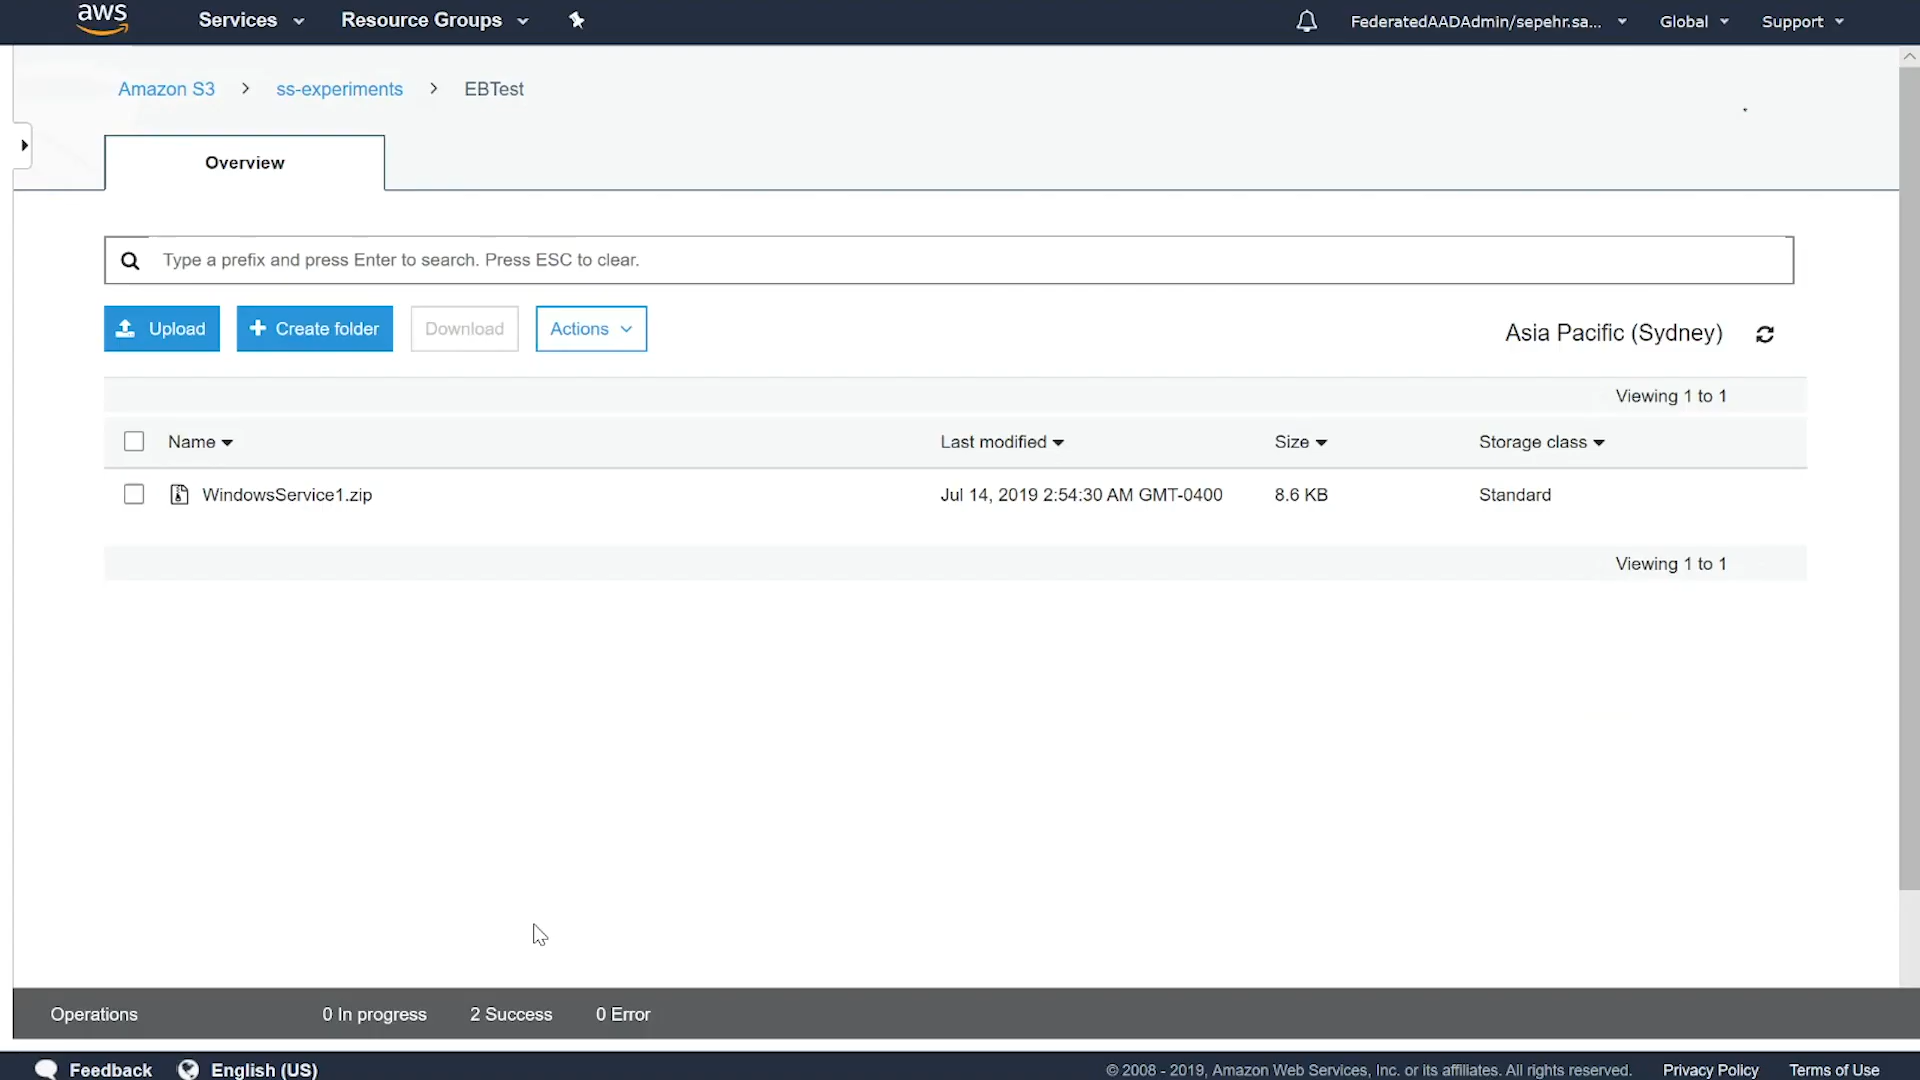 aws Services Resource Groups FederatedAADAdmin/sepehr.sa... Global Support
Amazon S3 > ss-experiments > EBTest
Overview
Type a prefix and press Enter to search. Press ESC to clear.
Upload + Create folder Download Actions Asia Pacific (Sydney)
Viewing 1 to 1
Name Last modified Size Storage class
WindowsService1.zip Jul 14, 2019 2:54:30 AM GMT-0400 8.6 KB Standard
Viewing 1 to 1
Operations 0 In progress 2 Success 0 Error
Feedback English (US) © 2008 - 2019, Amazon Web Services, Inc. or its affiliates. All rights reserved. Privacy Policy Terms of Use